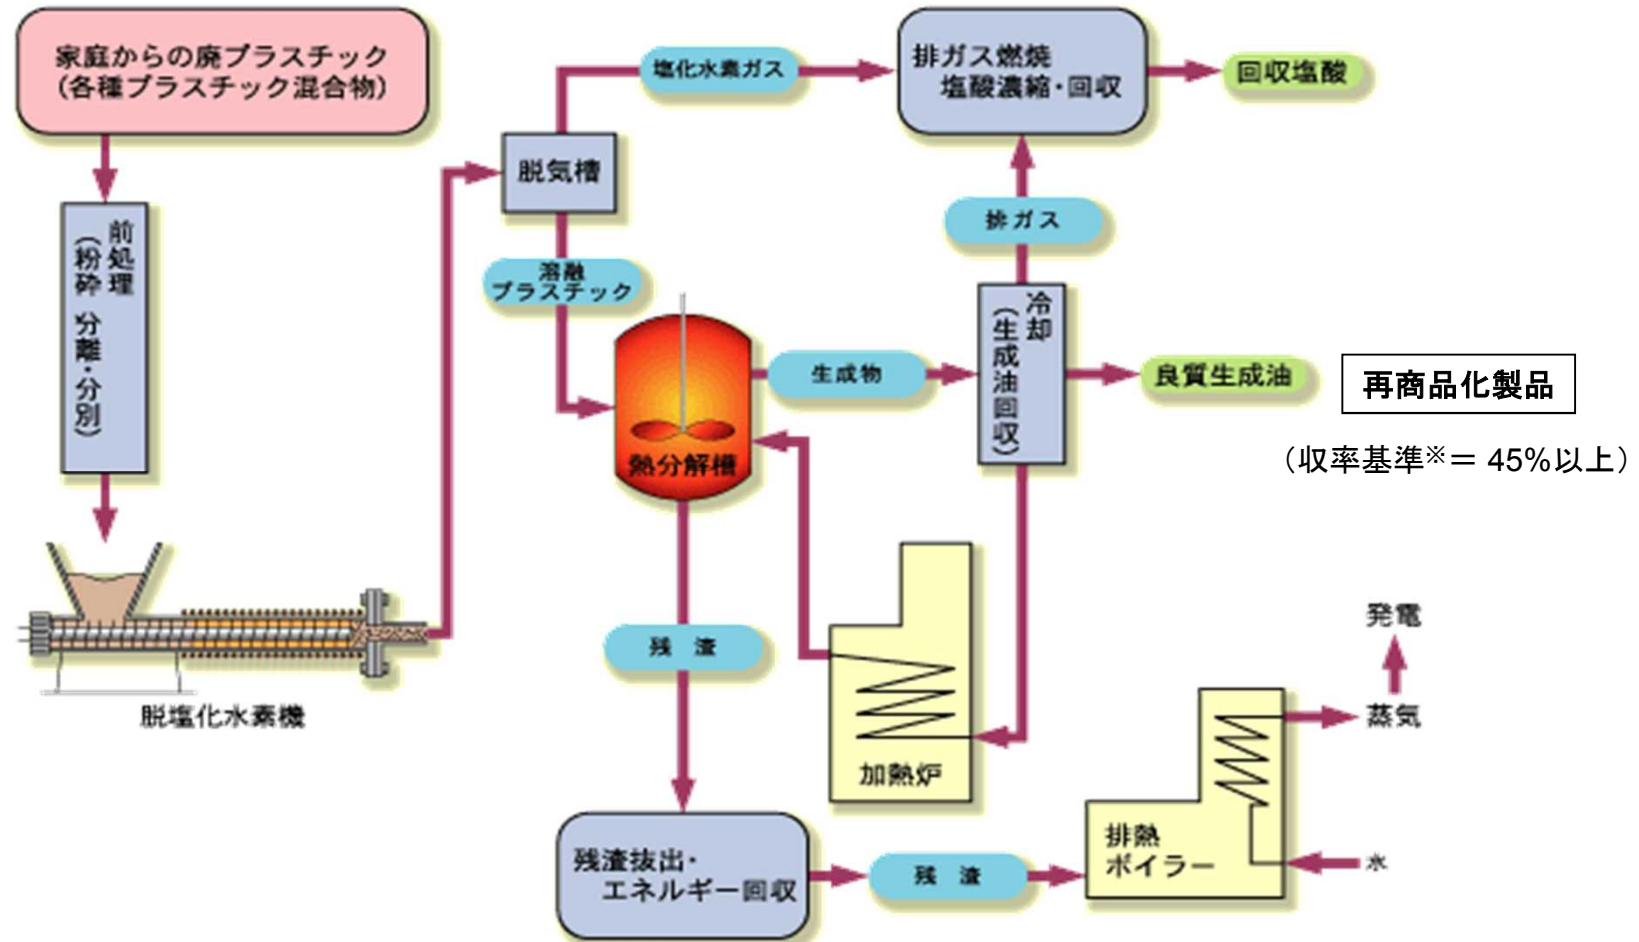 家庭からの廃プラスチック
（各種プラスチック混合物）
前処理
（粉砕 分離・分別）
脱塩化水素機
脱気槽
塩化水素ガス
排ガス燃焼
塩酸濃縮・回収
回収塩酸
溶融
プラスチック
排ガス
熱分解槽
生成物
冷却
（生成油回収）
良質生成油
再商品化製品
（収率基準※＝ 45%以上）
残 渣
加熱炉
残渣抜出・
エネルギー回収
残 渣
排熱
ボイラー
発電
蒸気
水